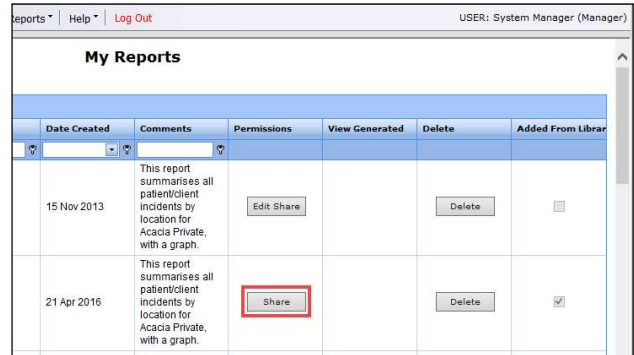 Reports Help Log Out USER: System Manager (Manager)
My Reports
Date Created Comments Permissions View Generated Delete Added From Librar
This report
summarises all
patient/client
15 Nov 2013 incidents by Edit Share Delete
location for
Acacia Private,
with a graph.
This report
summarises all
patient/client
21 Apr 2016 incidents by Share Delete
location for
Acacia Private,
with a graph.